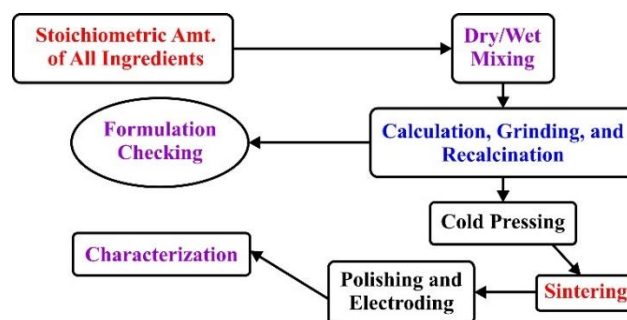 Stoichiometric Amt.
of All Ingredients
Dry/Wet
Mixing
Formulation
Checking
Calculation, Grinding, and
Recalcination
Cold Pressing
Characterization
Polishing and
Electroding
Sintering